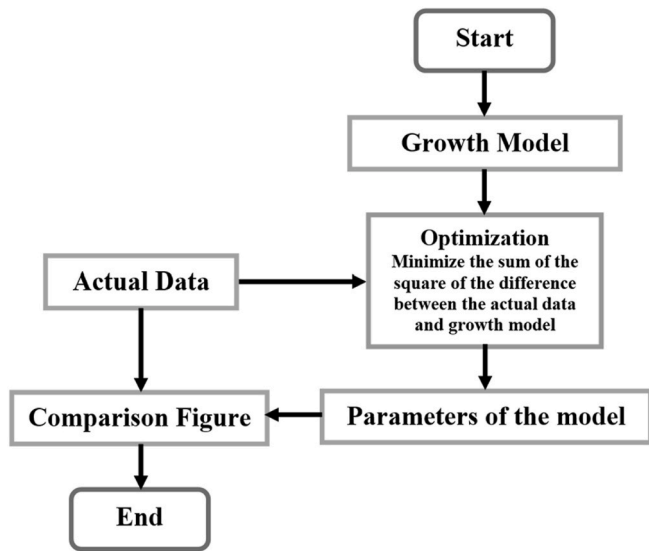 Start
Growth Model
Optimization
Minimize the sum of the
square of the difference
between the actual data
and growth model
Actual Data
Parameters of the model
Comparison Figure
End